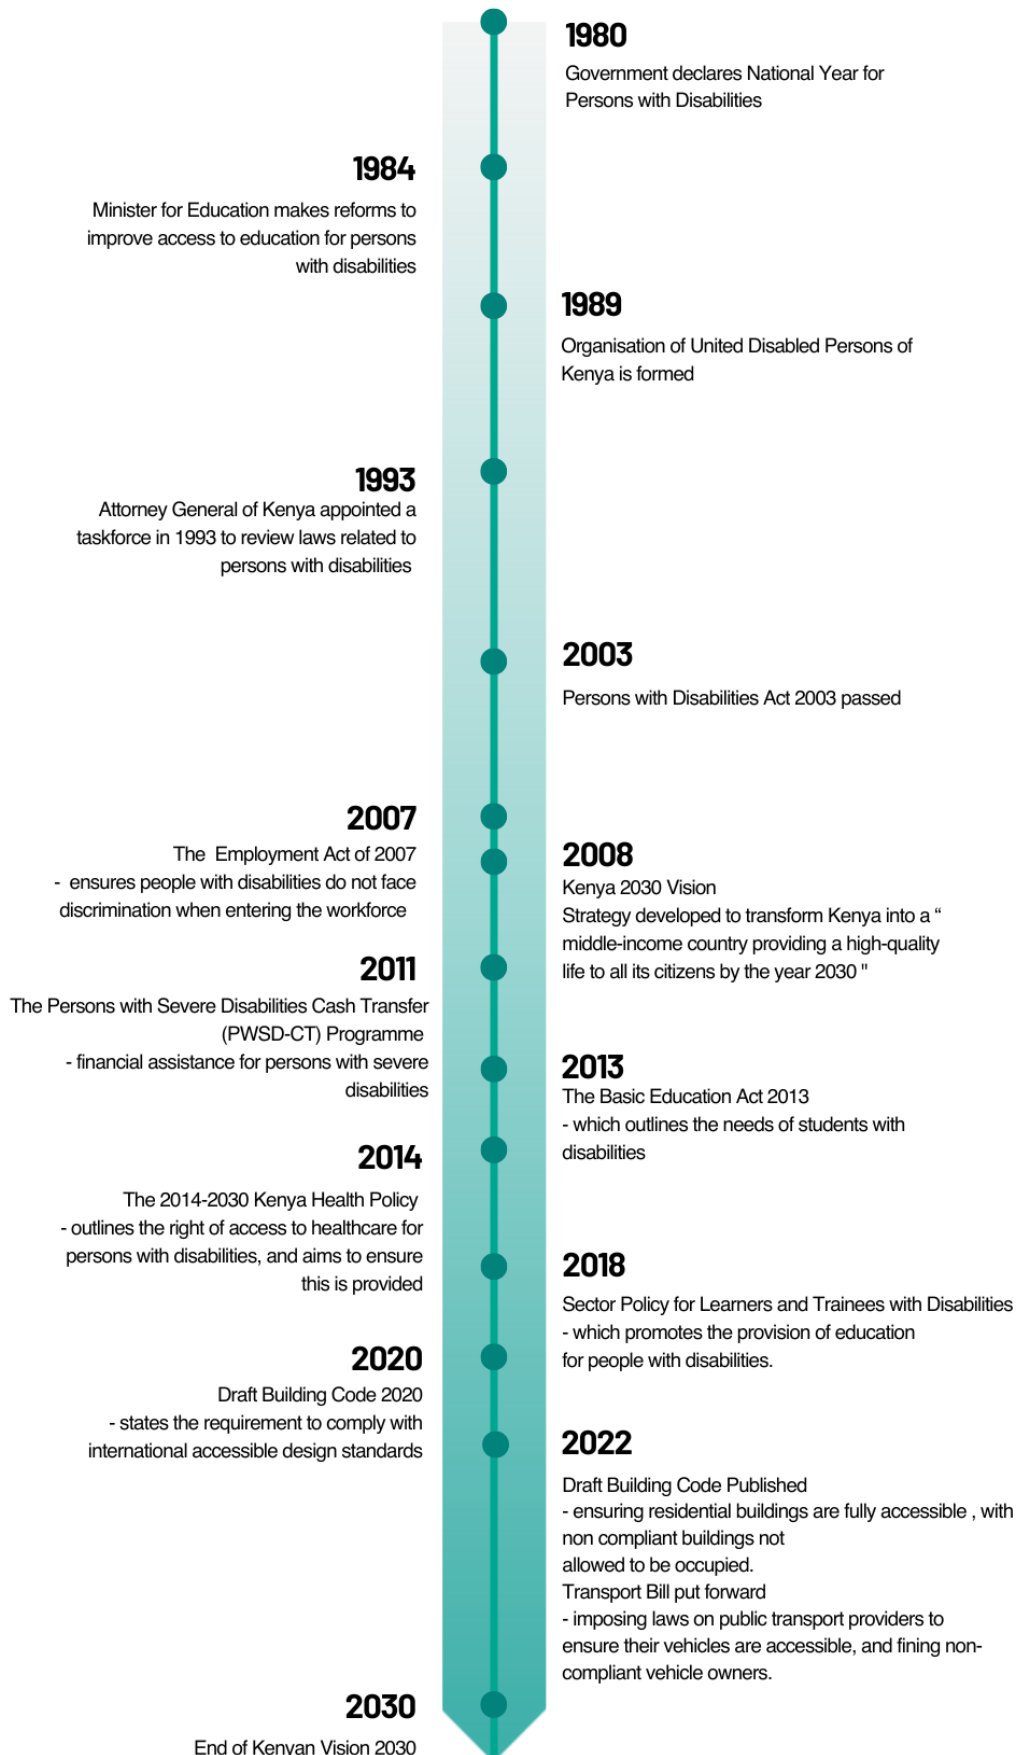 1980
Government declares National Year for
Persons with Disabilities
1984
Minister for Education makes reforms to
improve access to education for persons
with disabilities
1989
Organisation of United Disabled Persons of
Kenya is formed
1993
Attorney General of Kenya appointed a
taskforce in 1993 to review laws related to
persons with disabilities
2003
Persons with Disabilities Act 2003 passed
2007
The Employment Act of 2007
- ensures people with disabilities do not face
discrimination when entering the workforce
2008
Kenya 2030 Vision
Strategy developed to transform Kenya into a “
middle-income country providing a high-quality
life to all its citizens by the year 2030 "
2011
The Persons with Severe Disabilities Cash Transfer
(PWSD-CT) Programme
- financial assistance for persons with severe
disabilities
2013
The Basic Education Act 2013
- which outlines the needs of students with
disabilities
2014
The 2014-2030 Kenya Health Policy
- outlines the right of access to healthcare for
persons with disabilities, and aims to ensure
this is provided
2018
Sector Policy for Learners and Trainees with Disabilities
- which promotes the provision of education
for people with disabilities.
2020
Draft Building Code 2020
- states the requirement to comply with
international accessible design standards
2022
Draft Building Code Published
- ensuring residential buildings are fully accessible , with
non compliant buildings not
allowed to be occupied.
Transport Bill put forward
- imposing laws on public transport providers to
ensure their vehicles are accessible, and fining non-
compliant vehicle owners.
2030
End of Kenyan Vision 2030